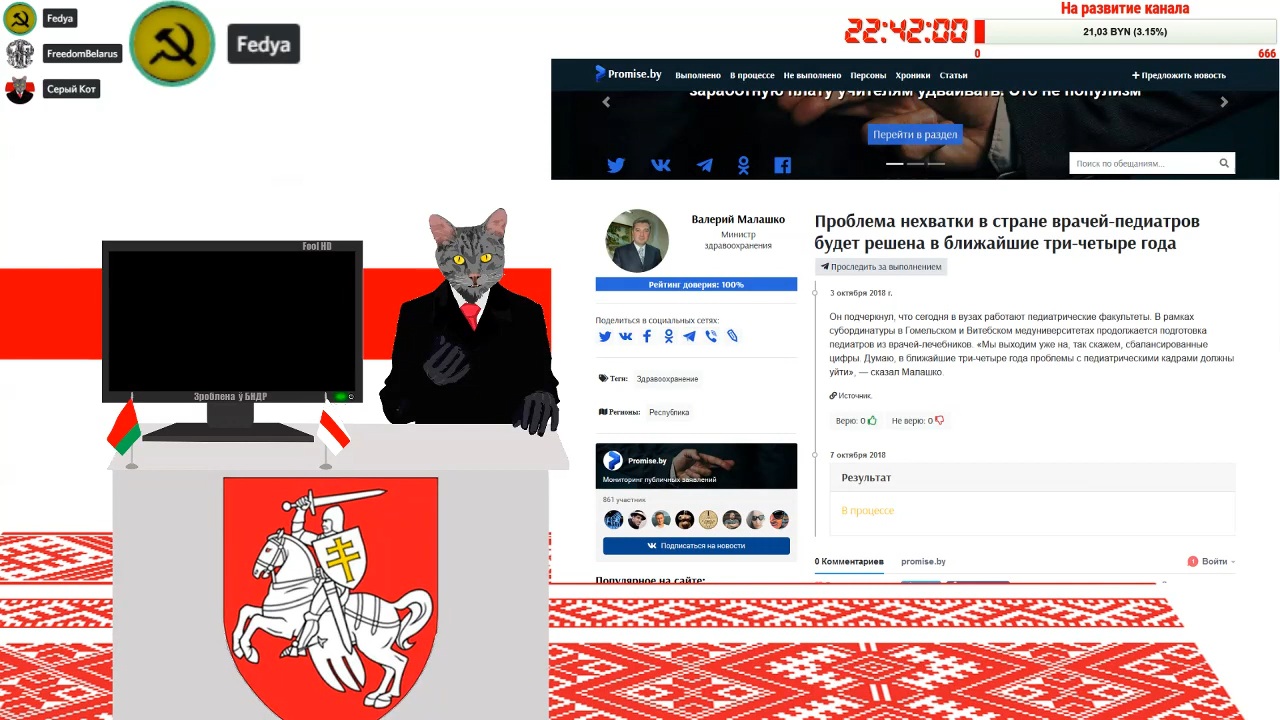 Fedya
FreedomBelarus
Серый Кот
Fedya
22:42:00
На развитие канала
21,03 BYN (3.15%)
0
666
Promise.by
Выполнено
В процессе
Не выполнено
Персоны
Хроники
Статьи
Предложить новость
заработную плату учителям удваивать. Это не популизм
Перейти в раздел
Поиск по обещаниям...
Валерий Малашко
Министр
здравоохранения
Рейтинг доверия: 100%
Поделиться в социальных сетях:
Теги:
Здравоохранение
Регионы:
Республика
Promise.by
Мониторинг публичных заявлений
861 участник
Подписаться на новости
Популярное на сайте:
Проблема нехватки в стране врачей-педиатров
будет решена в ближайшие три-четыре года
Проследить за выполнением
3 октября 2018 г.
Он подчеркнул, что сегодня в вузах работают педиатрические факультеты. В рамках
субординатуры в Гомельском и Витебском медуниверситетах продолжается подготовка
педиатров из врачей-лечебников. «Мы выходим уже на, так скажем, сбалансированные
цифры. Думаю, в ближайшие три-четыре года проблемы с педиатрическими кадрами должны
уйти», — сказал Малашко.
Источник.
Верю: 0
Не верю: 0
7 октября 2018
Результат
В процессе
0 Комментариев
promise.by
Войти
Fool HD
Зроблена ў БНДР